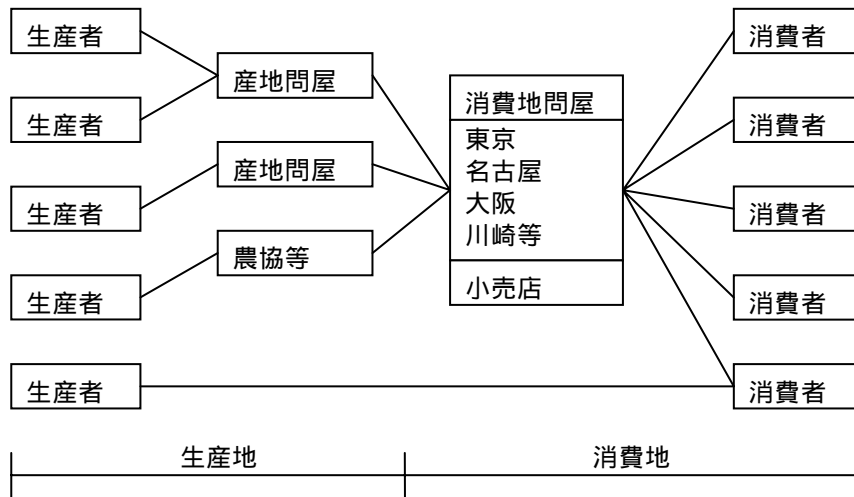 生産者
生産者
生産者
生産者
生産者
産地問屋
産地問屋
農協等
消費地問屋
東京
名古屋
大阪
川崎等
小売店
消費者
消費者
消費者
消費者
消費者
生産地
消費地